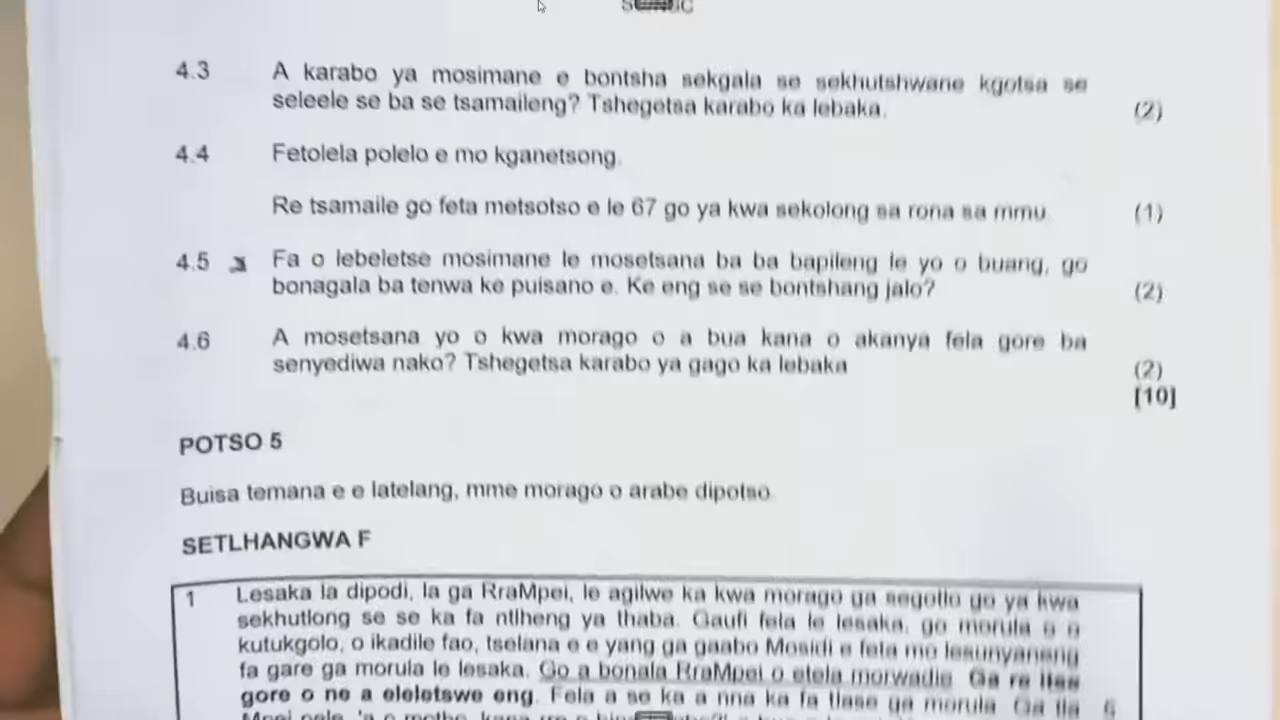 4.3 A karabo ya mosimane e bontsha sekgala se sekhutshwane kgotsa se
seleele se ba se tsamaileng? Tshegetsa karabo ka lebaka. (2)
4.4 Fetolela polelo e mo kganetsong.
Re tsamaile go feta metsotso e le 67 go ya kwa sekolong sa rona sa mmu. (1)
4.5 Fa o lebeletse mosimane le mosetsana ba ba bapileng le yo o buang, go
bonagala ba tenwa ke puisano e. Ke eng se se bontshang jalo? (2)
4.6 A mosetsana yo o kwa morago o a bua kana o akanya fela gore ba
senyediwa nako? Tshegetsa karabo ya gago ka lebaka (2)
[10]
POTSO 5
Buisa temana e e latelang, mme morago o arabe dipotso.
SETLHANGWA F
1 Lesaka la dipodi, la ga RraMpei, le agilwe ka kwa morago ga segotlo go ya kwa
sekhutlong se se ka fa ntlheng ya thaba. Gaufi fela le lesaka, go morula o o
kutukgolo, o ikadile fao, tselana e e yang ga gaabo Mosidi e feta mo lesunyaneng
fa gare ga morula le lesaka. Go a bonala RraMpei o etela morwadie. Ga re itse
gore o ne a eleletswe eng. Fela a se ka a nna ka fa tlase ga morula. Ga tla 5